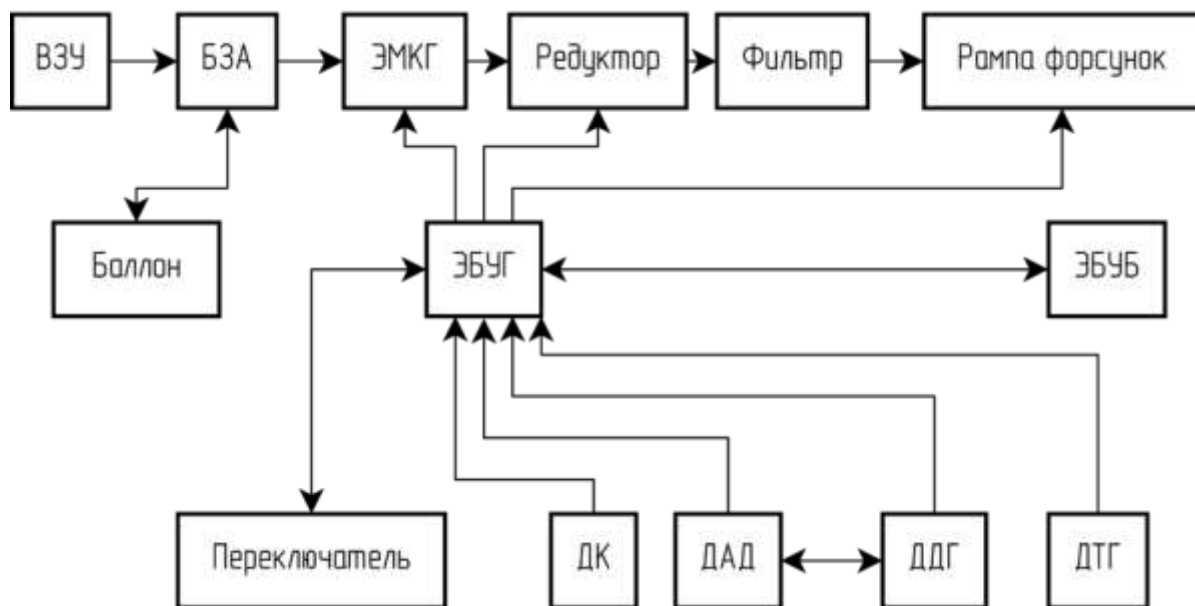 ВЗУ
БЗА
ЭМКГ
Редуктор
Фильтр
Рампа форсунок
Баллон
ЭБУГ
ЭБУБ
Переключатель
ДК
ДАД
ДДГ
ДТГ